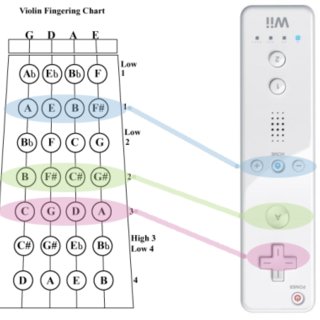 Violin Fingering Chart
G D A E
Ab Eb Bb F Low 1
A E B F# 1
Bb F C G Low 2
B F# C# G# 2
C G D A 3
C# G# Eb Bb High 3 Low 4
D A E B 4
Wii
2
1
HOME
+ −
A
POWER